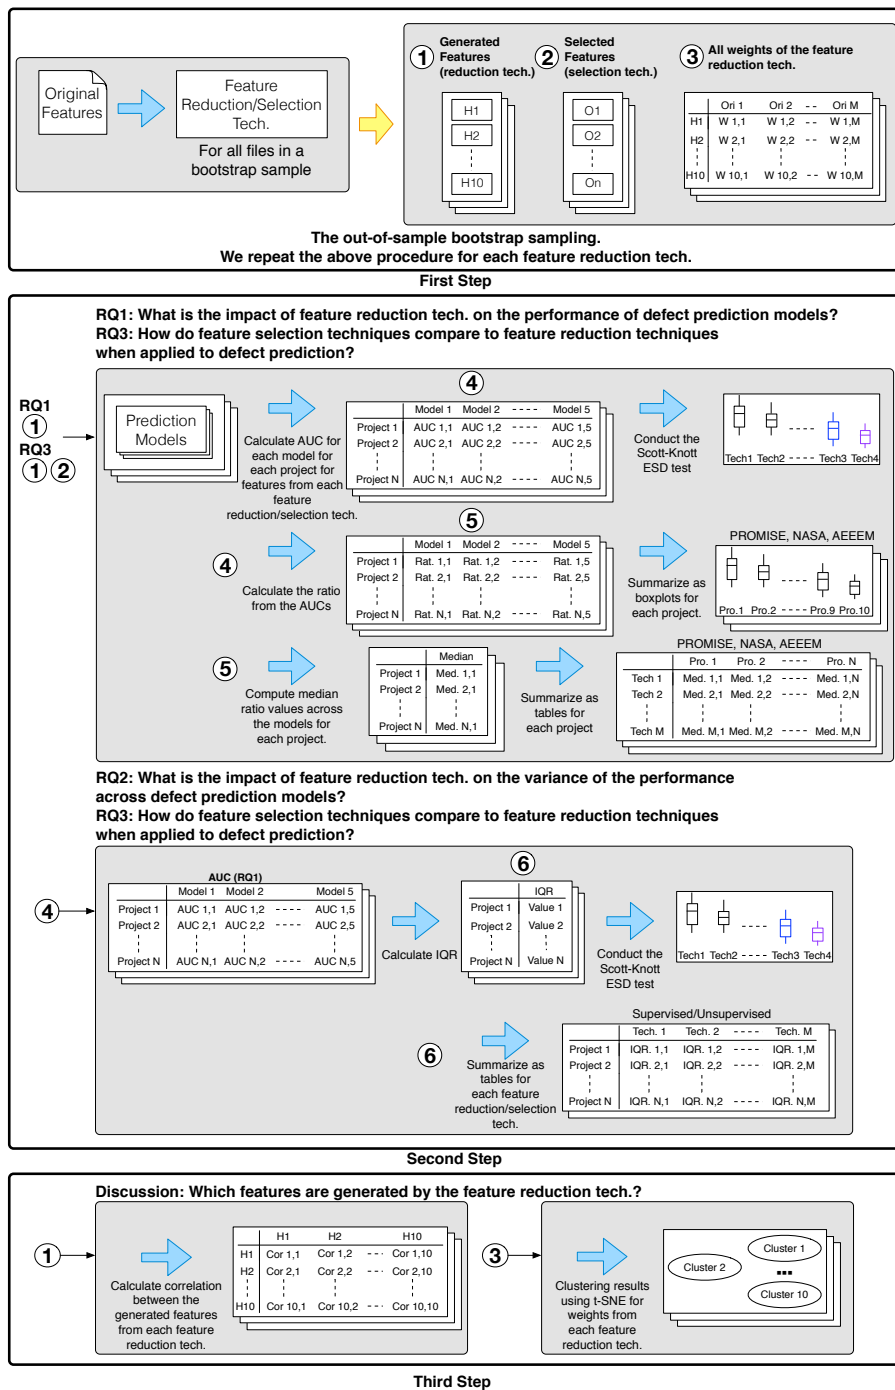 Original
Features
Feature
Reduction/Selection
Tech.
For all files in a
bootstrap sample
1
Generated
Features
(reduction tech.)
H1
H2
H10
2
Selected
Features
(selection tech.)
O1
O2
On
3
All weights of the feature
reduction tech.
Ori 1 Ori 2 -- Ori M
H1 W 1,1 W 1,2 -- W 1,M
H2 W 2,1 W 2,2 -- W 2,M
H10 W 10,1 W 10,2 -- W 10,M
The out-of-sample bootstrap sampling.
We repeat the above procedure for each feature reduction tech.
First Step
RQ1: What is the impact of feature reduction tech. on the performance of defect prediction models?
RQ3: How do feature selection techniques compare to feature reduction techniques
when applied to defect prediction?
RQ1
1
RQ3
1 2
Prediction
Models
Calculate AUC for
each model for
each project for
features from each
feature
reduction/selection tech.
4
Model 1 Model 2 ---- Model 5
Project 1 AUC 1,1 AUC 1,2 AUC 1,5
Project 2 AUC 2,1 AUC 2,2 AUC 2,5
Project N AUC N,1 AUC N,2 ---- AUC N,5
Conduct the
Scott-Knott
ESD test
Tech1 Tech2 ---- Tech3 Tech4
4
Calculate the ratio
from the AUCs
5
Model 1 Model 2 ---- Model 5
Project 1 Rat. 1,1 Rat. 1,2 Rat. 1,5
Project 2 Rat. 2,1 Rat. 2,2 Rat. 2,5
Project N Rat. N,1 Rat. N,2 ---- Rat. N,5
Summarize as
boxplots for
each project.
PROMISE, NASA, AEEEM
Pro.1 Pro.2 ---- Pro.9 Pro.10
5
Compute median
ratio values across
the models for
each project.
Median
Project 1 Med. 1,1
Project 2 Med. 2,1
Project N Med. N,1
Summarize as
tables for
each project
PROMISE, NASA, AEEEM
Pro. 1 Pro. 2 ---- Pro. N
Tech 1 Med. 1,1 Med. 1,2 ---- Med. 1,N
Tech 2 Med. 2,1 Med. 2,2 ---- Med. 2,N
Tech M Med. M,1 Med. M,2 ---- Med. M,N
RQ2: What is the impact of feature reduction tech. on the variance of the performance
across defect prediction models?
RQ3: How do feature selection techniques compare to feature reduction techniques
when applied to defect prediction?
4
AUC (RQ1)
Model 1 Model 2 Model 5
Project 1 AUC 1,1 AUC 1,2 ---- AUC 1,5
Project 2 AUC 2,1 AUC 2,2 ---- AUC 2,5
Project N AUC N,1 AUC N,2 ---- AUC N,5
Calculate IQR
6
IQR
Project 1 Value 1
Project 2 Value 2
Project N Value N
Conduct the
Scott-Knott
ESD test
Tech1 Tech2 ---- Tech3 Tech4
6
Summarize as
tables for
each feature
reduction/selection
tech.
Supervised/Unsupervised
Tech. 1 Tech. 2 ---- Tech. M
Project 1 IQR. 1,1 IQR. 1,2 ---- IQR. 1,M
Project 2 IQR. 2,1 IQR. 2,2 ---- IQR. 2,M
Project N IQR. N,1 IQR. N,2 ---- IQR. N,M
Second Step
Discussion: Which features are generated by the feature reduction tech.?
1
Calculate correlation
between the
generated features
from each feature
reduction tech.
H1 H2 H10
H1 Cor 1,1 Cor 1,2 --- Cor 1,10
H2 Cor 2,1 Cor 2,2 --- Cor 2,10
H10 Cor 10,1 Cor 10,2 --- Cor 10,10
3
Clustering results
using t-SNE for
weights from
each feature
reduction tech.
Cluster 1
Cluster 2
...
Cluster 10
Third Step